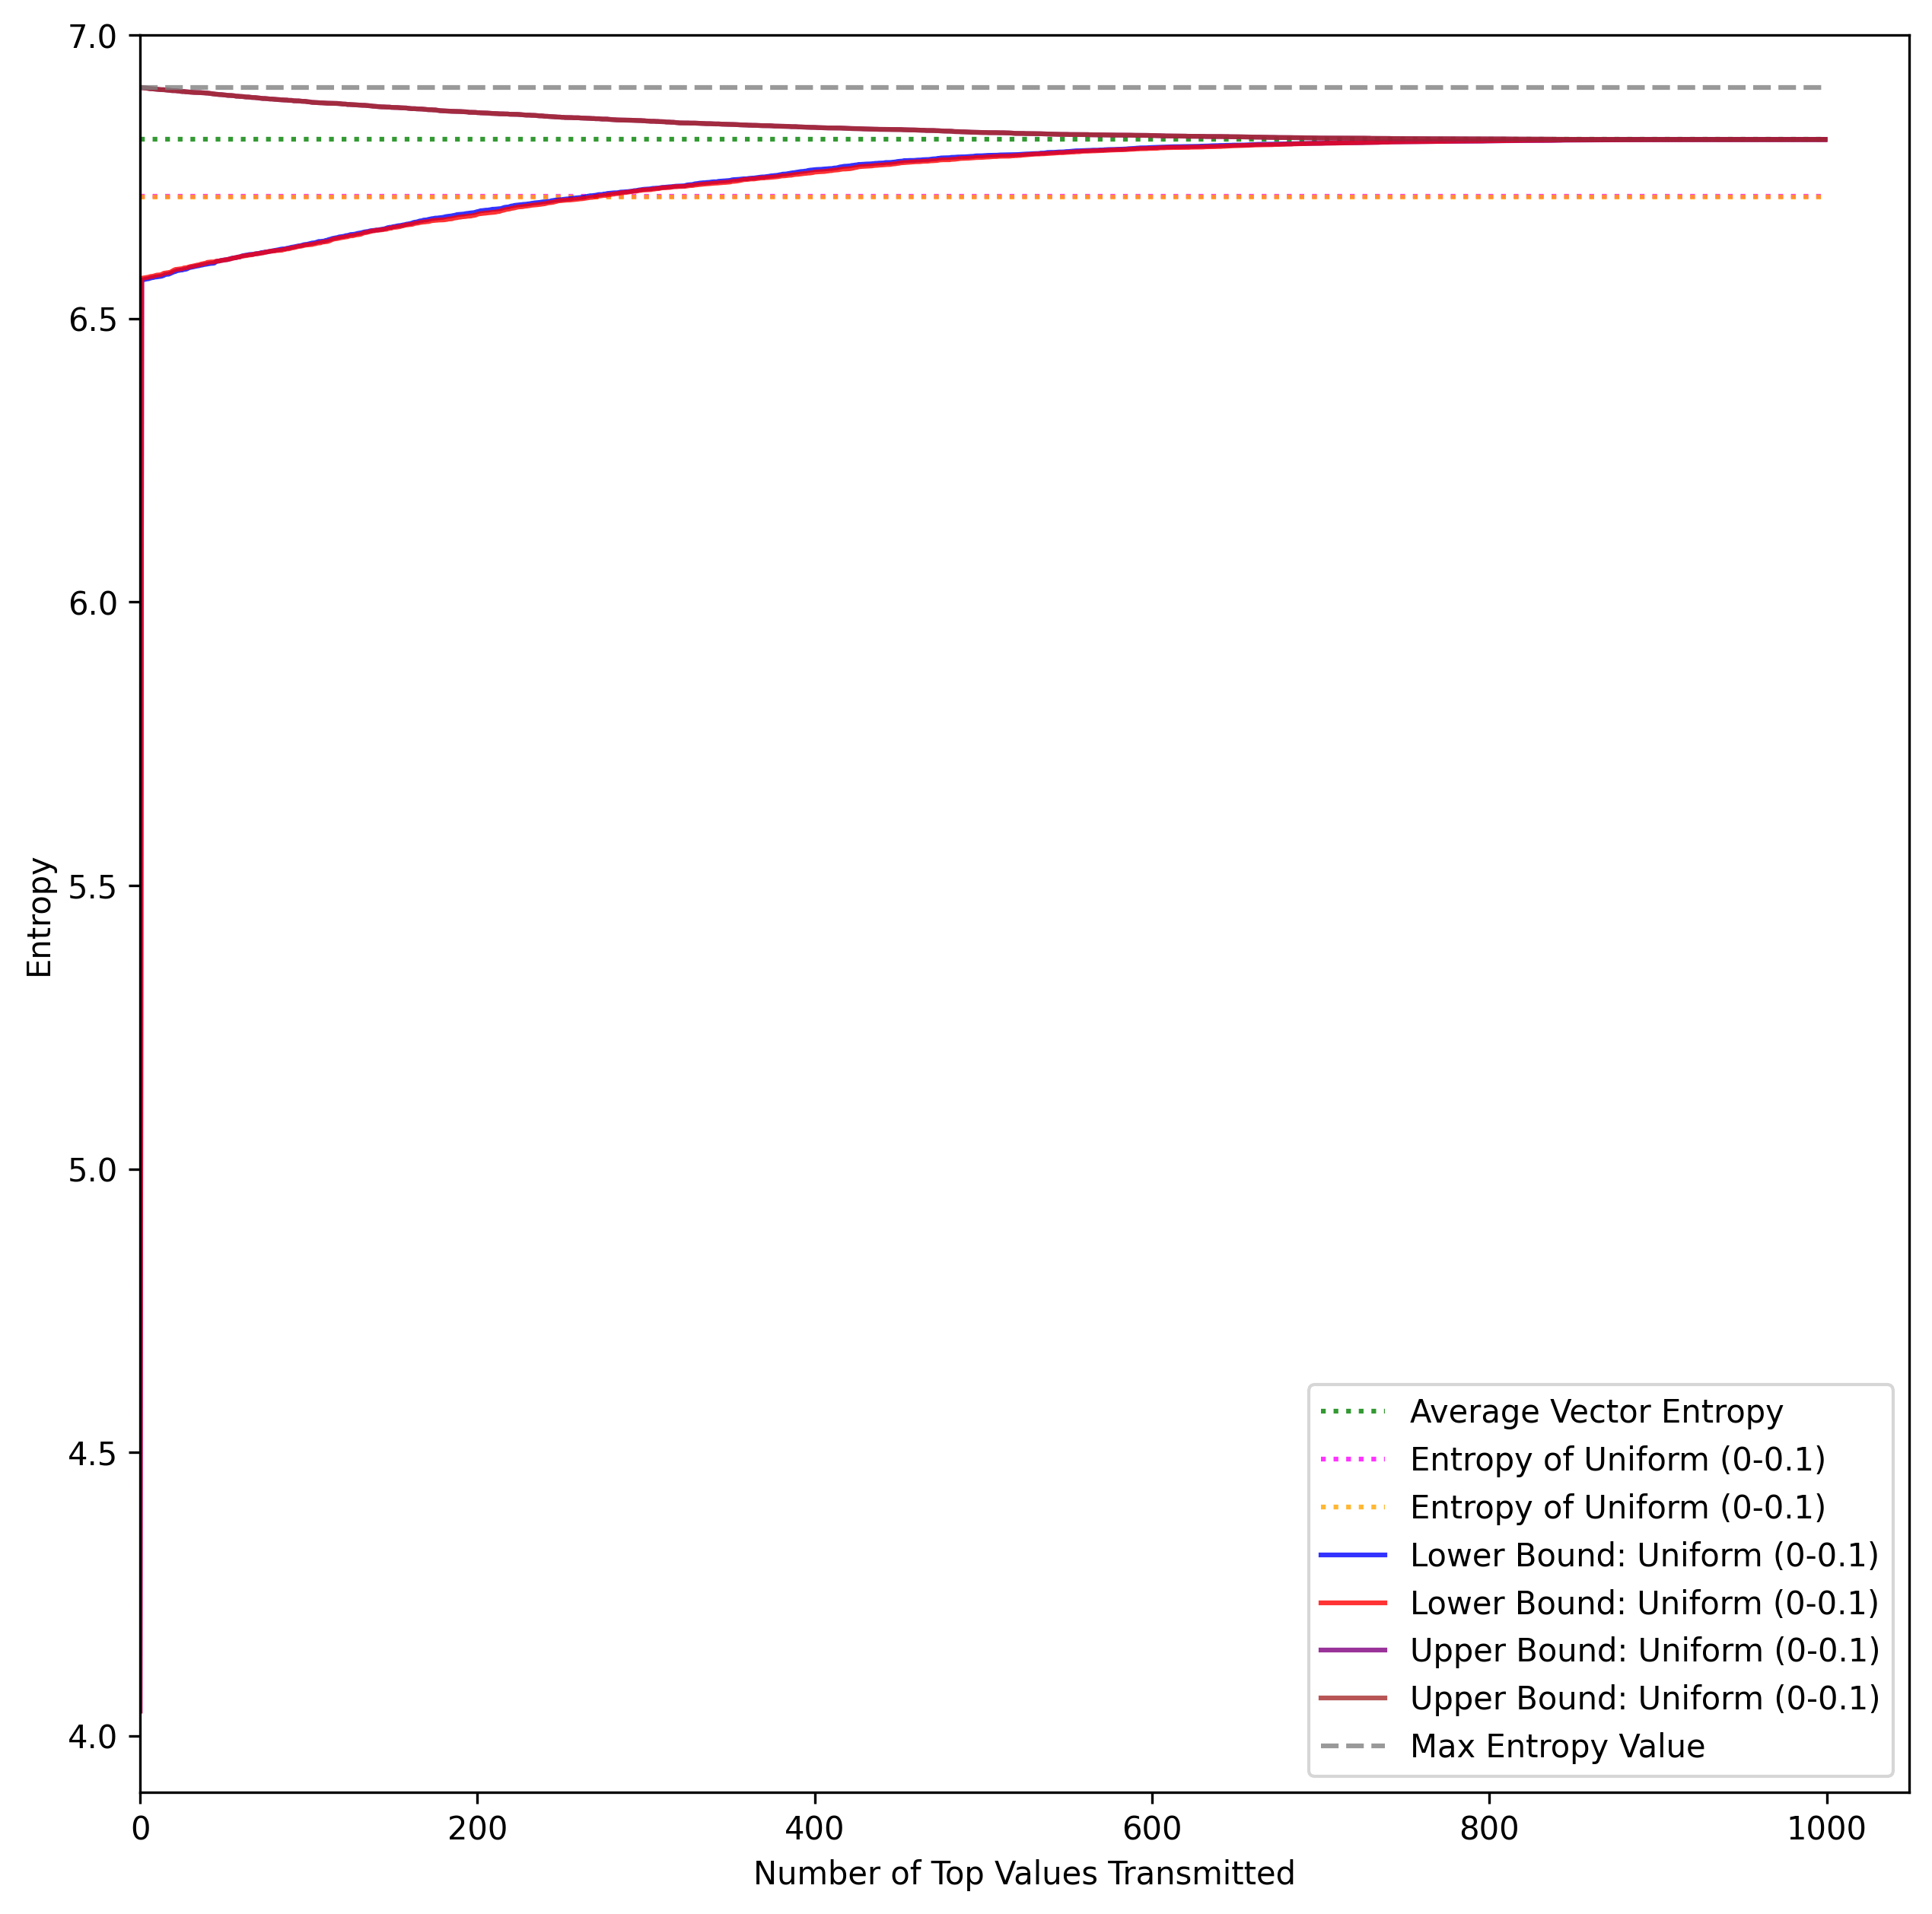 7.0
6.5
6.0
5.5
5.0
4.5
4.0
Entropy
0 200 400 600 800 1000
Number of Top Values Transmitted
Average Vector Entropy
Entropy of Uniform (0-0.1)
Entropy of Uniform (0-0.1)
Lower Bound: Uniform (0-0.1)
Lower Bound: Uniform (0-0.1)
Upper Bound: Uniform (0-0.1)
Upper Bound: Uniform (0-0.1)
Max Entropy Value